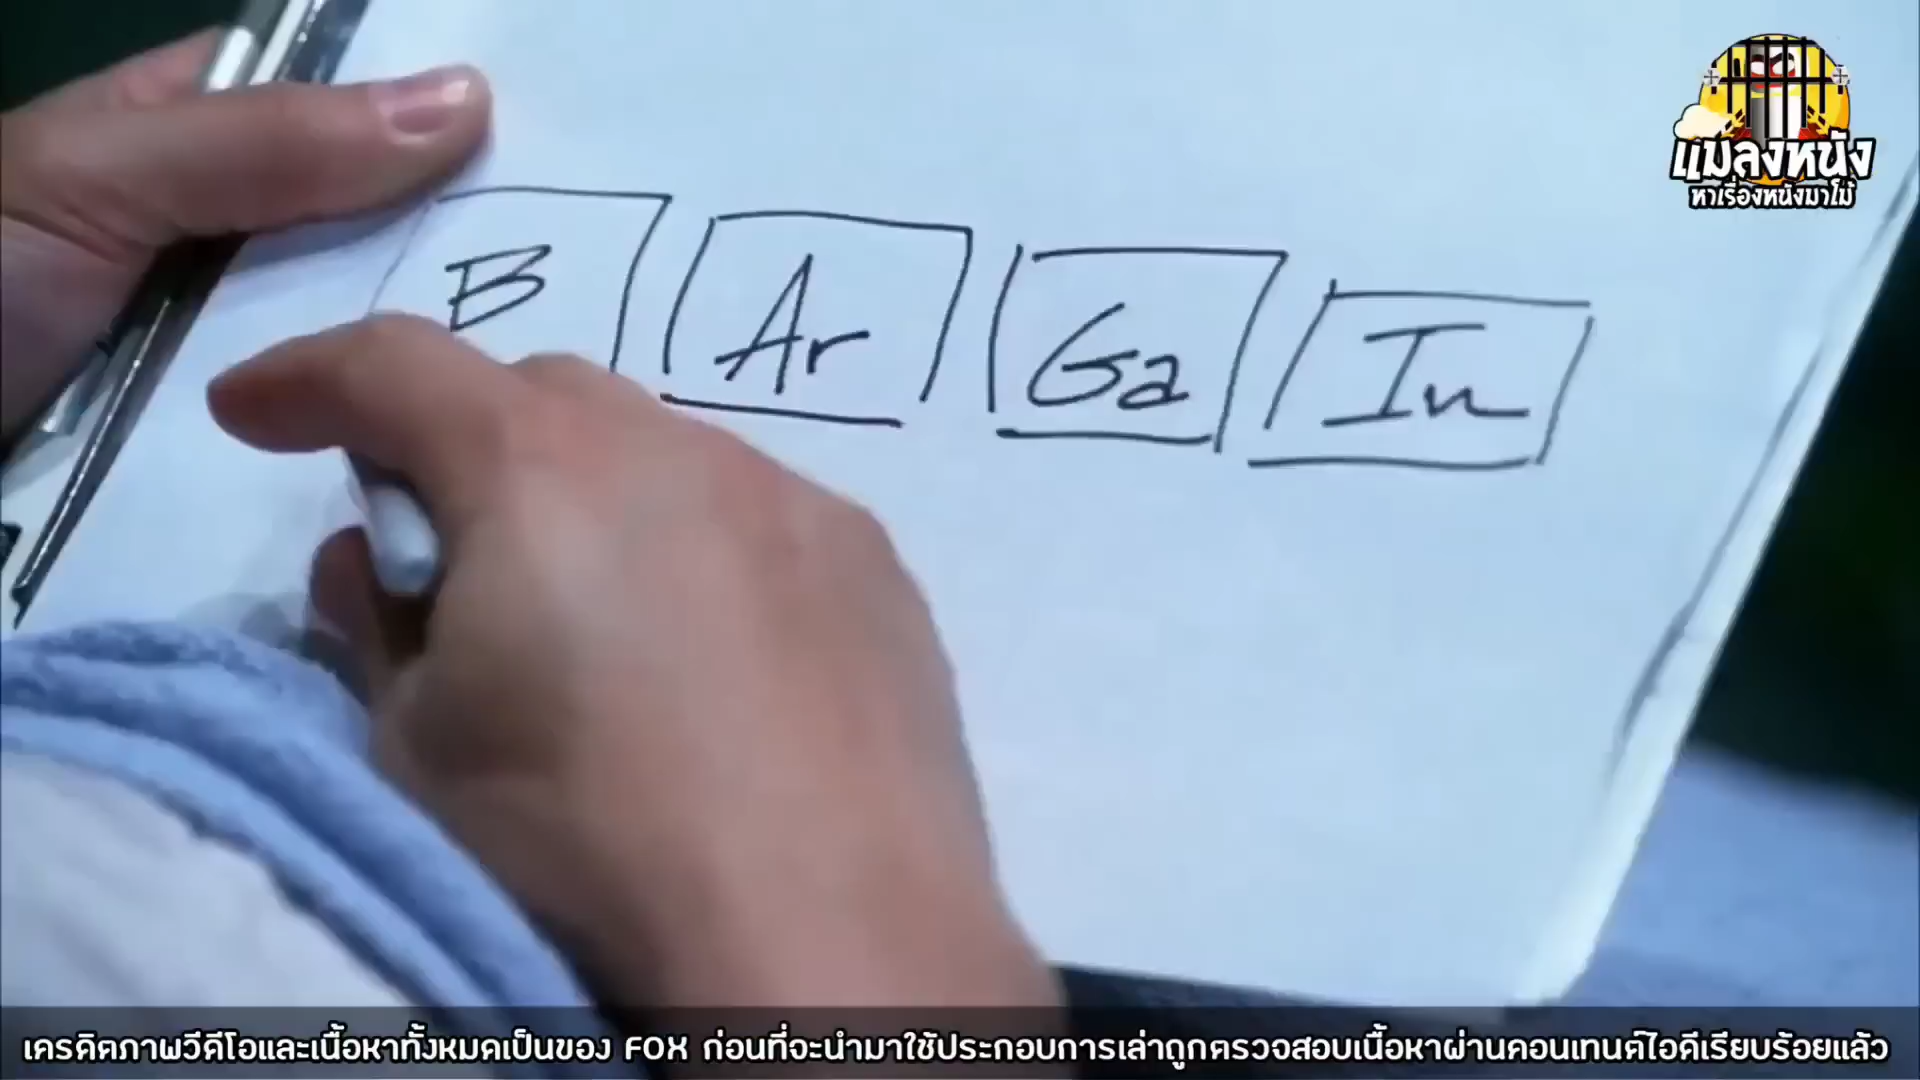 แมลงหนัง
หาเรื่องหนังมาโม้
B Ar Ga In
เครดิตภาพวีดีโอและเนื้อหาทั้งหมดเป็นของ FOX ก่อนที่จะนำมาใช้ประกอบการเล่าถูกตรวจสอบเนื้อหาผ่านคอนเทนต์ไอดีเรียบร้อยแล้ว